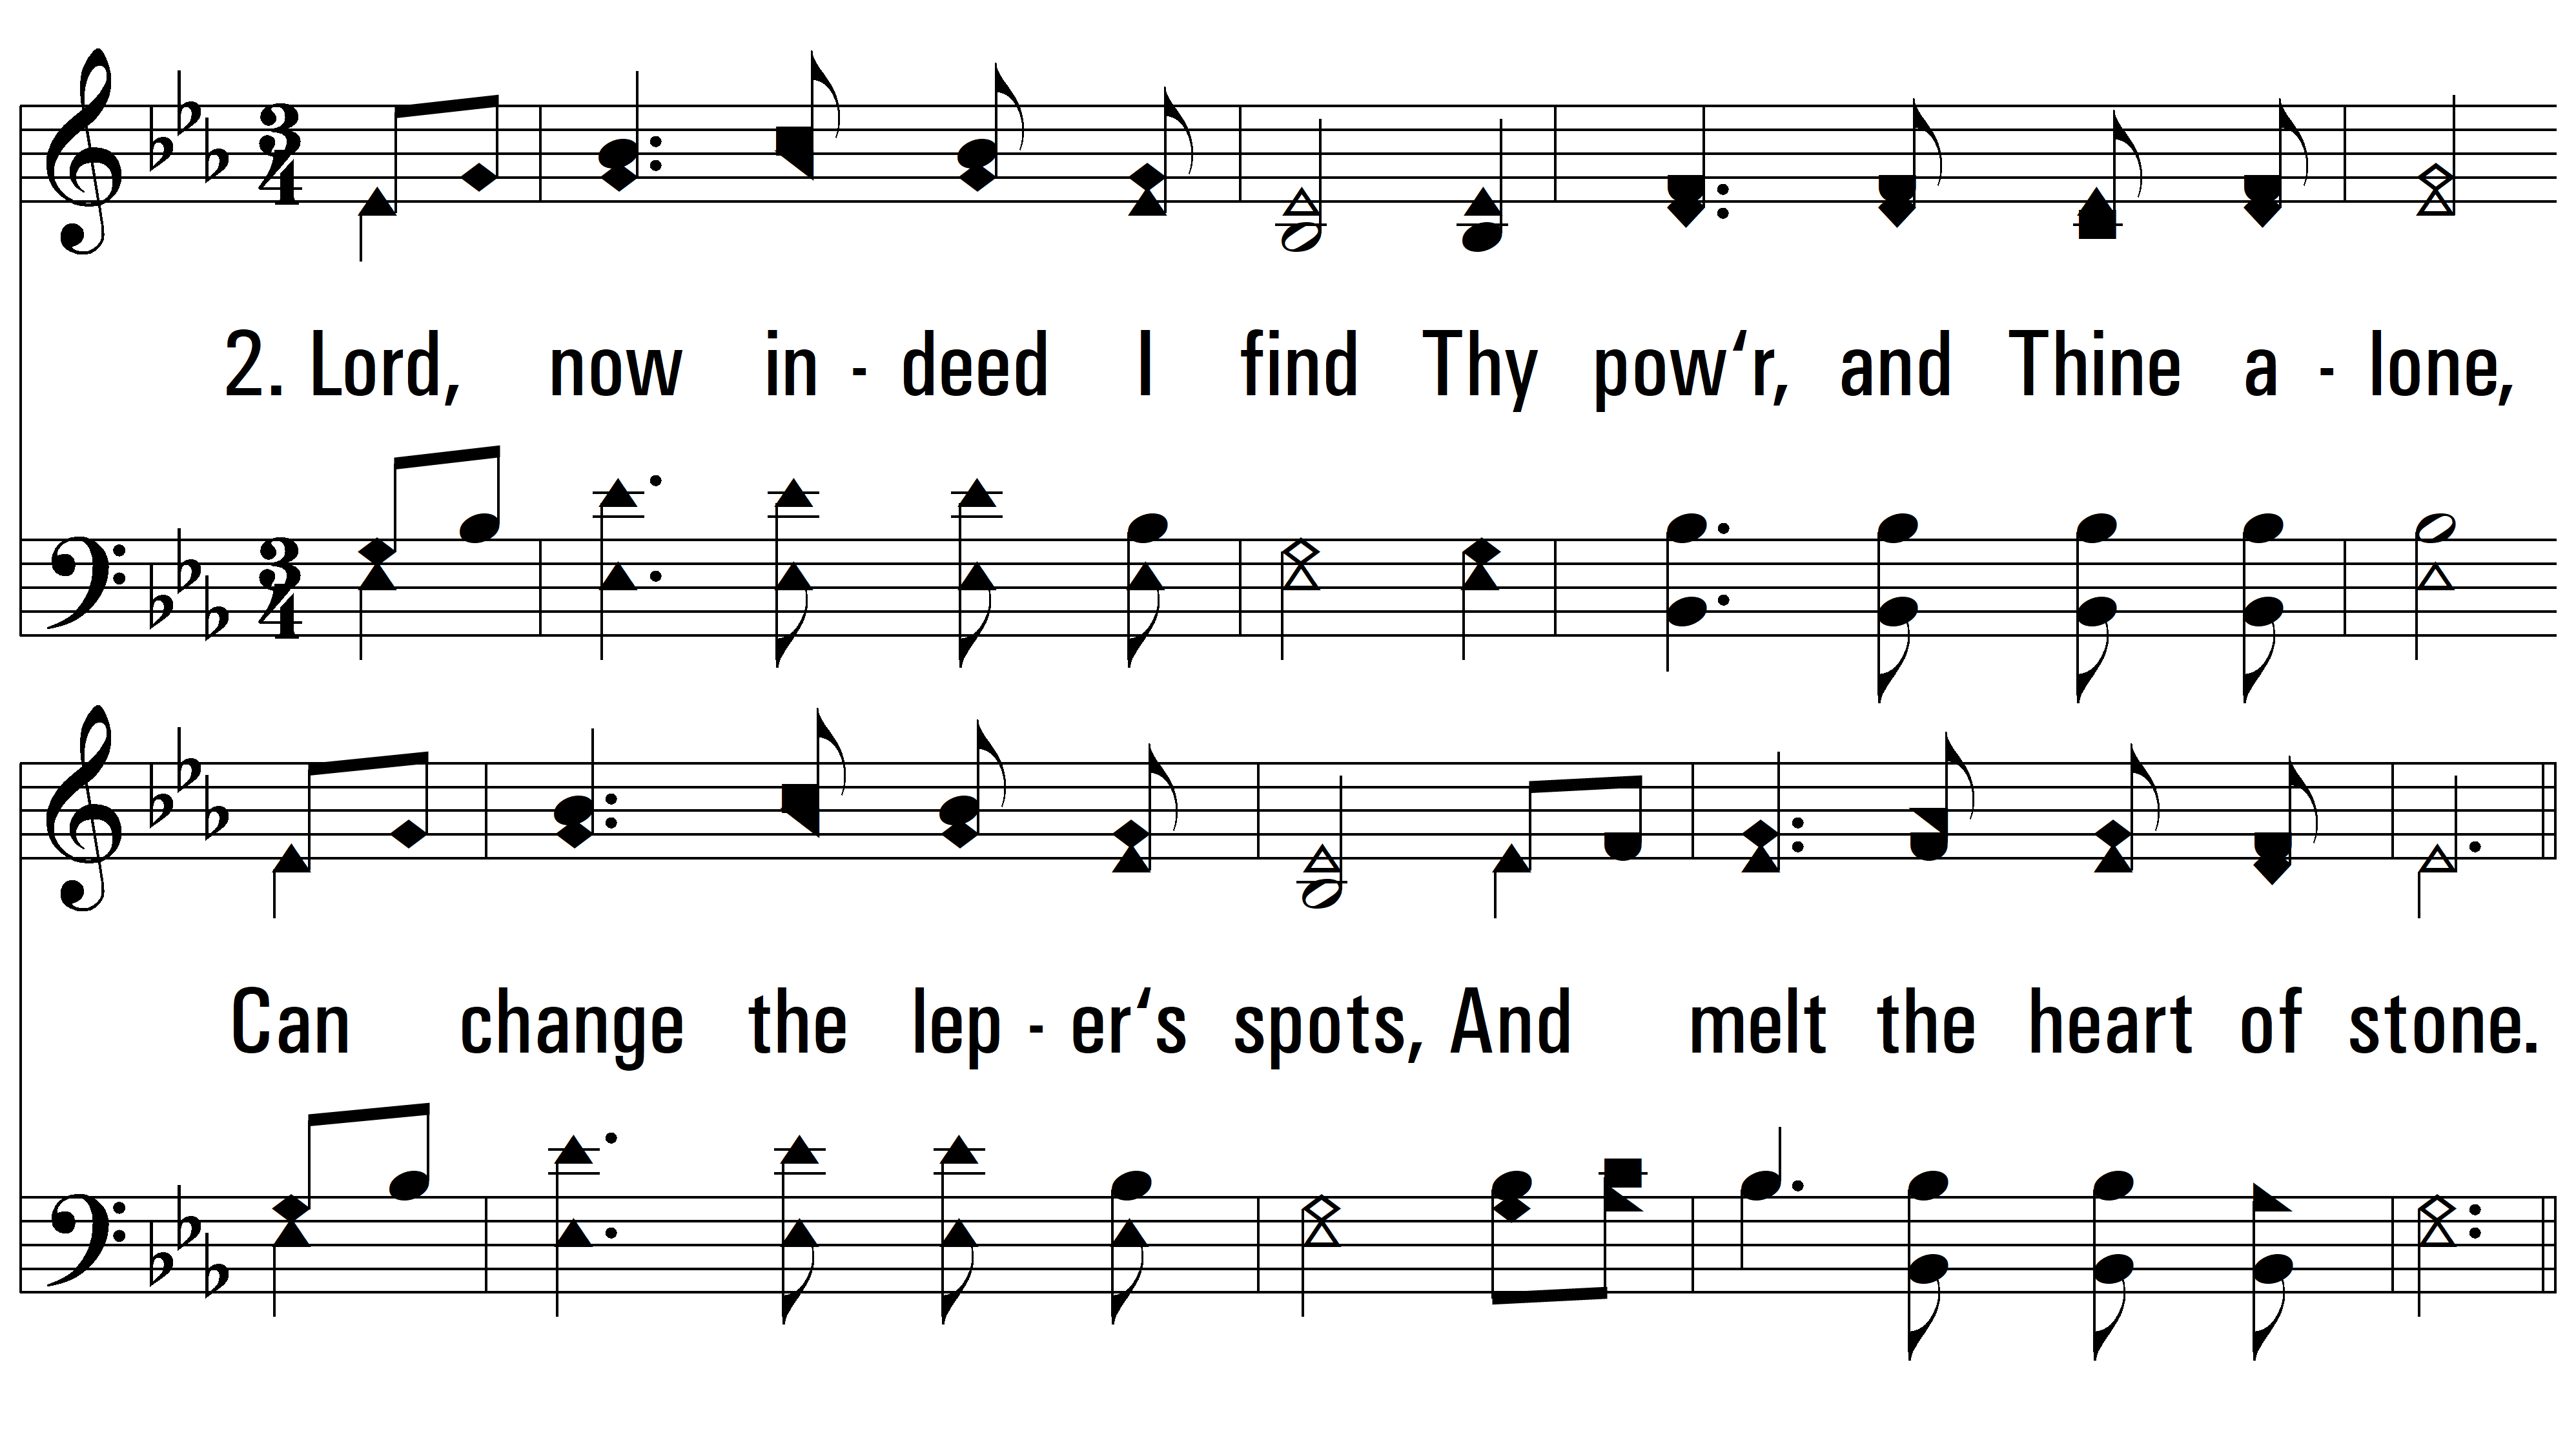 2. Lord, now in - deed I find Thy pow‘r, and Thine a - lone,
Can change the lep - er‘s spots, And melt the heart of stone.